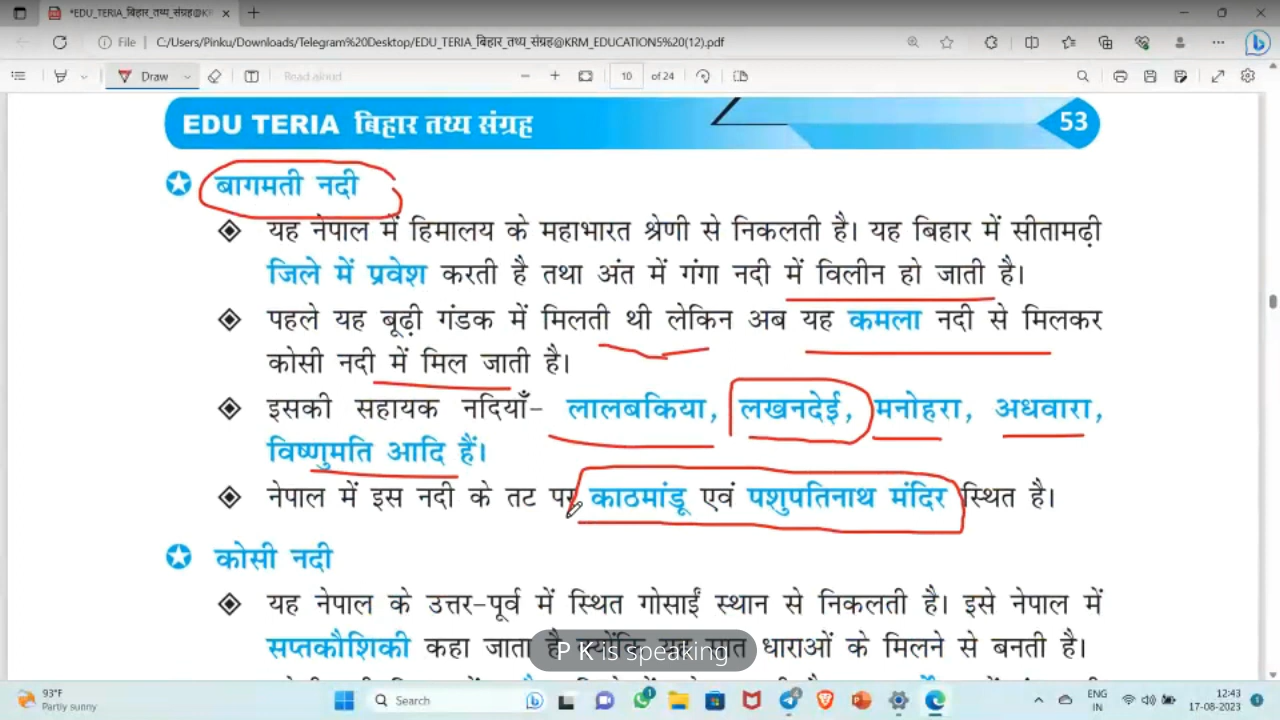 *EDU_TERIA_बिहार_तथ्य_संग्रह@KR
File C:/Users/Pinku/Downloads/Telegram%20Desktop/EDU_TERIA_बिहार_तथ्य_संग्रह@KRM_EDUCATION5%20(12).pdf
Draw Read aloud 10 of 24
EDU TERIA बिहार तथ्य संग्रह 53
बागमती नदी
यह नेपाल में हिमालय के महाभारत श्रेणी से निकलती है। यह बिहार में सीतामढ़ी
जिले में प्रवेश करती है तथा अंत में गंगा नदी में विलीन हो जाती है।
पहले यह बूढ़ी गंडक में मिलती थी लेकिन अब यह कमला नदी से मिलकर
कोसी नदी में मिल जाती है।
इसकी सहायक नदियाँ- लालबकिया, लखनदेई, मनोहरा, अधवारा,
विष्णुमति आदि हैं।
नेपाल में इस नदी के तट पर काठमांडू एवं पशुपतिनाथ मंदिर स्थित है।
कोसी नदी
यह नेपाल के उत्तर-पूर्व में स्थित गोसाईं स्थान से निकलती है। इसे नेपाल में
सप्तकौशिकी कहा जाता है क्योंकि यह सात धाराओं के मिलने से बनती है।
P K is speaking
93°F
Partly sunny
Search
ENG
IN
12:43
17-08-2023